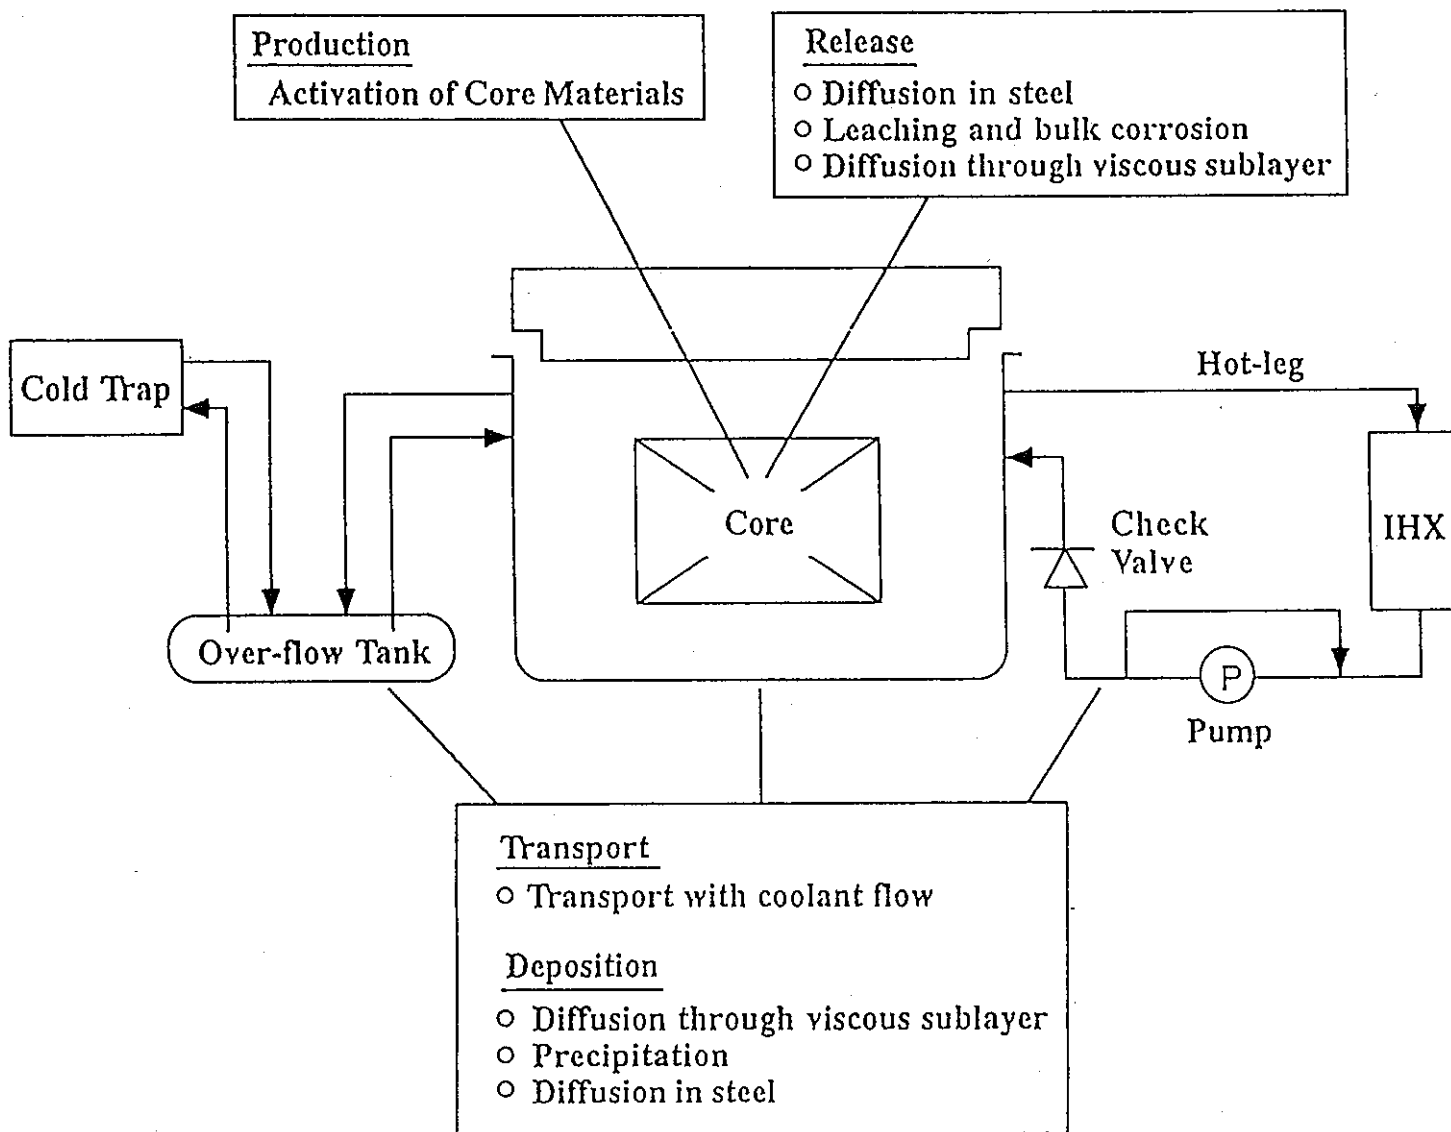 Production
Activation of Core Materials
Release
○ Diffusion in steel
○ Leaching and bulk corrosion
○ Diffusion through viscous sublayer
Cold Trap
Hot-leg
Core
Check
Valve
IHX
Over-flow Tank
P
Pump
Transport
○ Transport with coolant flow
Deposition
○ Diffusion through viscous sublayer
○ Precipitation
○ Diffusion in steel